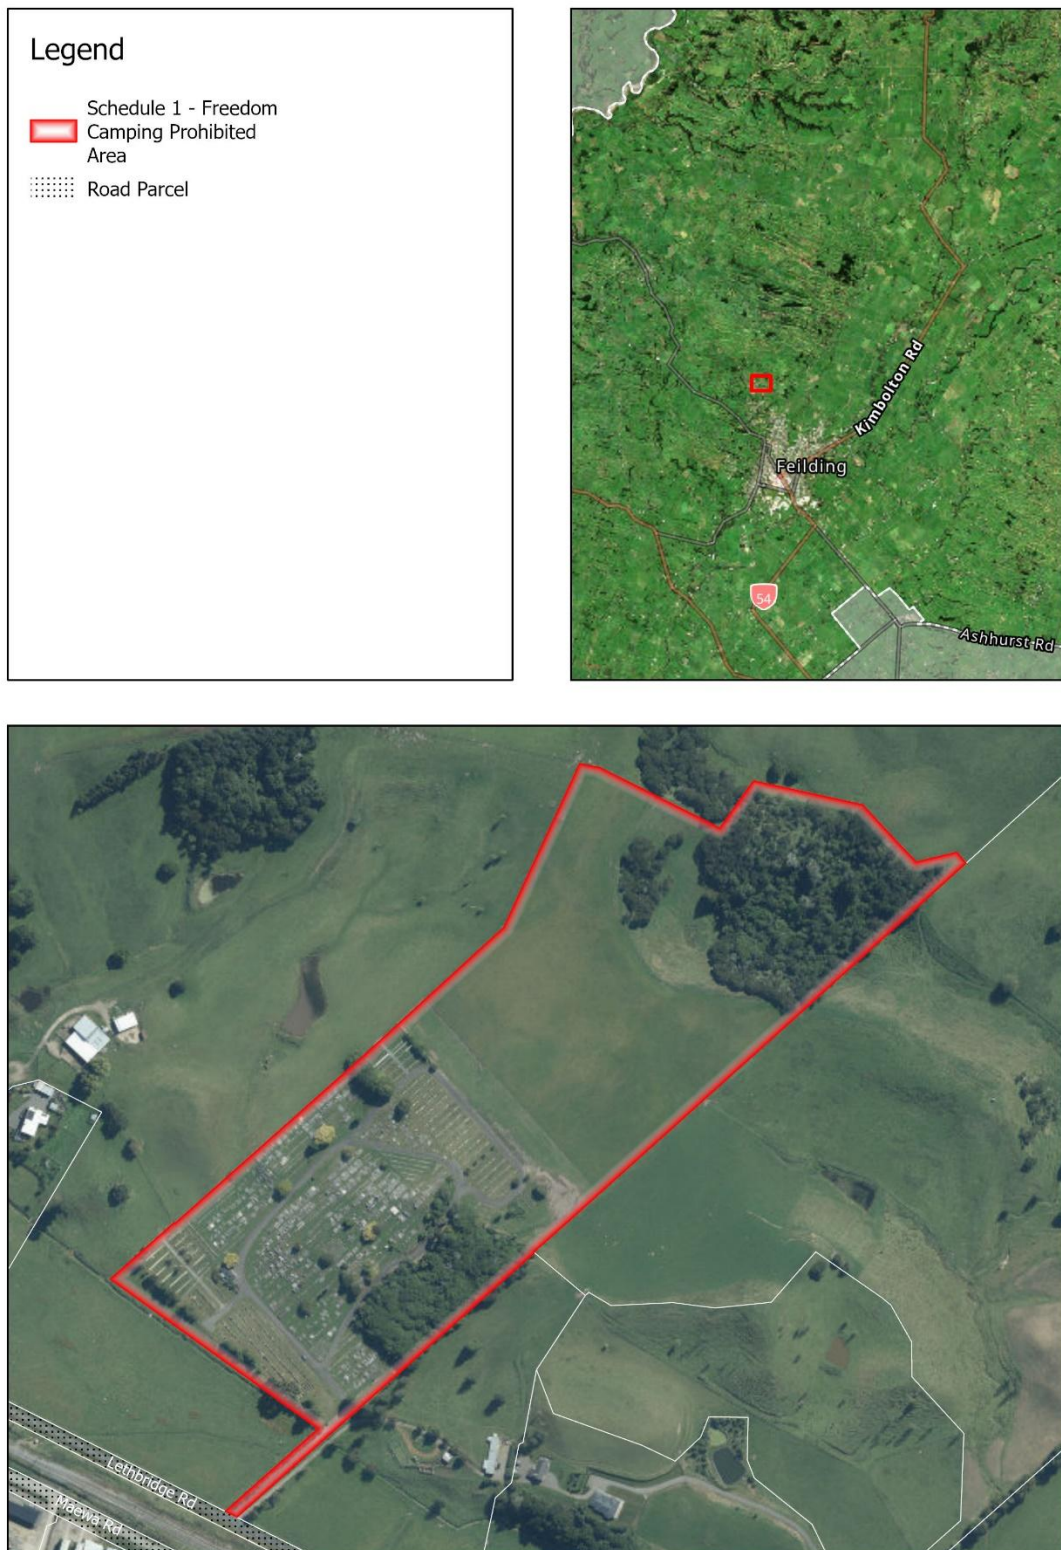 Legend
Schedule 1 - Freedom
Camping Prohibited
Area
Road Parcel
Kimbolton Rd
Feilding
54
Ashhurst Rd
Lethbridge Rd
Maewa Rd